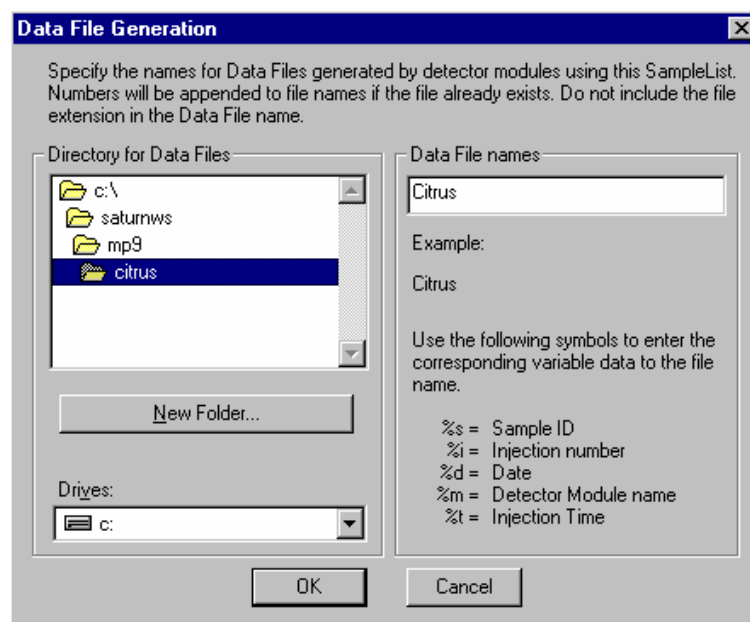 Data File Generation
Specify the names for Data Files generated by detector modules using this SampleList.
Numbers will be appended to file names if the file already exists. Do not include the file
extension in the Data File name.
Directory for Data Files
c:\
saturnws
mp9
citrus
New Folder...
Drives:
c:
Data File names
Citrus
Example:
Citrus
Use the following symbols to enter the
corresponding variable data to the file
name.
%s = Sample ID
%i = Injection number
%d = Date
%m = Detector Module name
%t = Injection Time
OK
Cancel